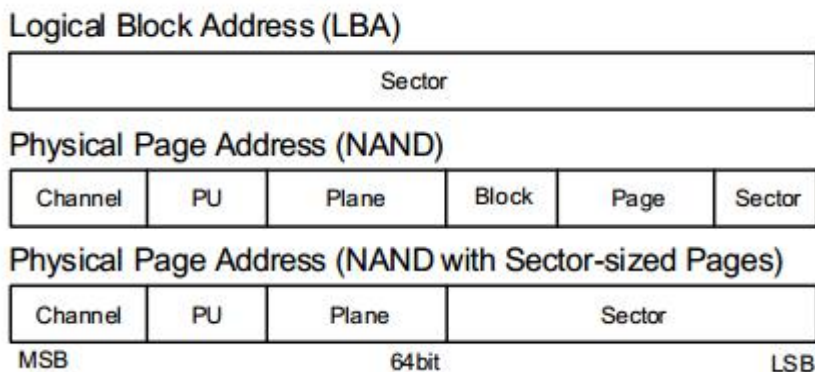 Logical Block Address (LBA)
Sector
Physical Page Address (NAND)
Channel PU Plane Block Page Sector
Physical Page Address (NAND with Sector-sized Pages)
Channel PU Plane Sector
MSB 64bit LSB